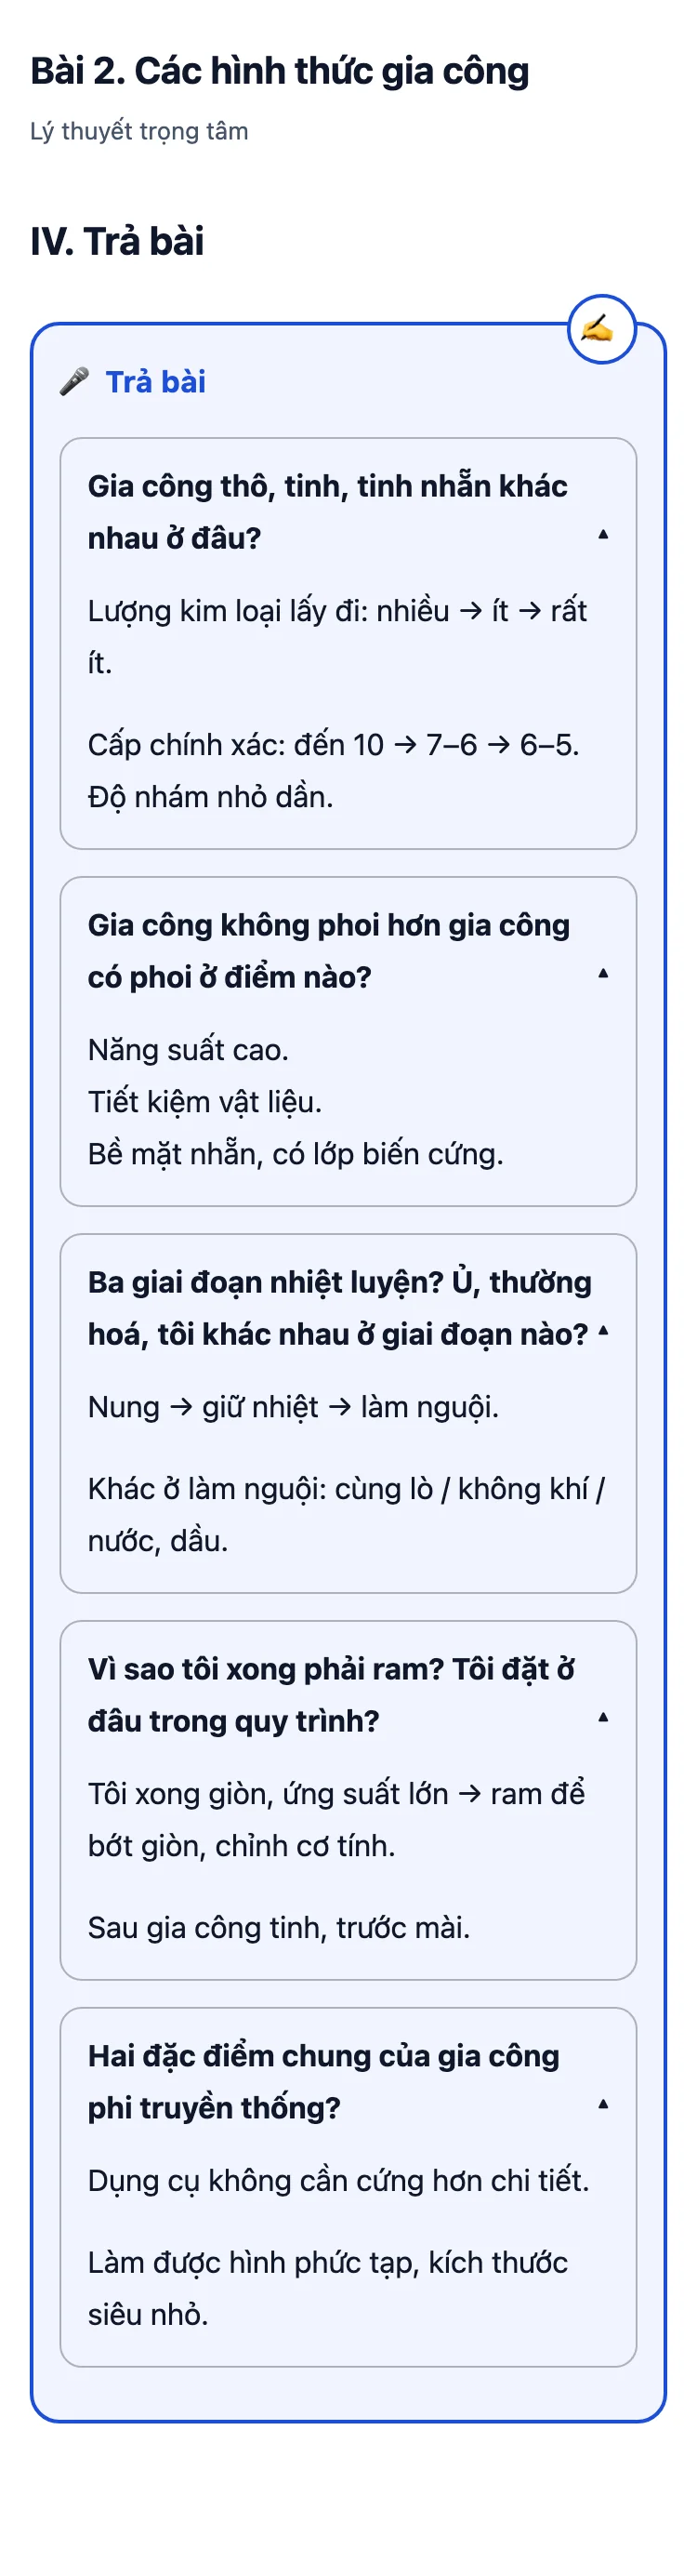 Bài 2. Các hình thức gia công
Lý thuyết trọng tâm
IV. Trả bài
Trả bài
Gia công thô, tinh, tinh nhẵn khác
nhau ở đâu?
Lượng kim loại lấy đi: nhiều → ít → rất
ít.
Cấp chính xác: đến 10 → 7–6 → 6–5.
Độ nhám nhỏ dần.
Gia công không phoi hơn gia công
có phoi ở điểm nào?
Năng suất cao.
Tiết kiệm vật liệu.
Bề mặt nhẵn, có lớp biến cứng.
Ba giai đoạn nhiệt luyện? Ủ, thường
hoá, tôi khác nhau ở giai đoạn nào?
Nung → giữ nhiệt → làm nguội.
Khác ở làm nguội: cùng lò / không khí /
nước, dầu.
Vì sao tôi xong phải ram? Tôi đặt ở
đâu trong quy trình?
Tôi xong giòn, ứng suất lớn → ram để
bớt giòn, chỉnh cơ tính.
Sau gia công tinh, trước mài.
Hai đặc điểm chung của gia công
phi truyền thống?
Dụng cụ không cần cứng hơn chi tiết.
Làm được hình phức tạp, kích thước
siêu nhỏ.